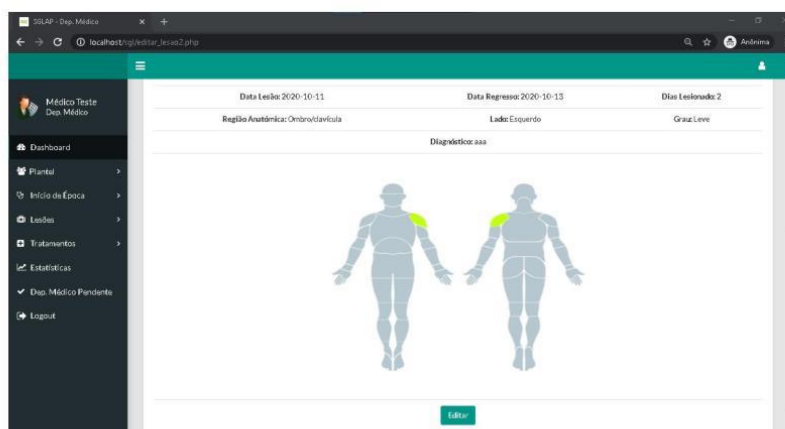 SGLAP - Dep. Médico
localhost/sgl/editar_lesao2.php
Anónima
Médico Teste
Dep. Médico
Dashboard
Plantel
Início de Época
Lesões
Tratamentos
Estatísticas
Dep. Médico Pendente
Logout
Data Lesão: 2020-10-11 Data Regresso: 2020-10-13 Dias Lesionado: 2
Região Anatómica: Ombro/clavícula Lado: Esquerdo Grau: Leve
Diagnóstico: aaa
Editar